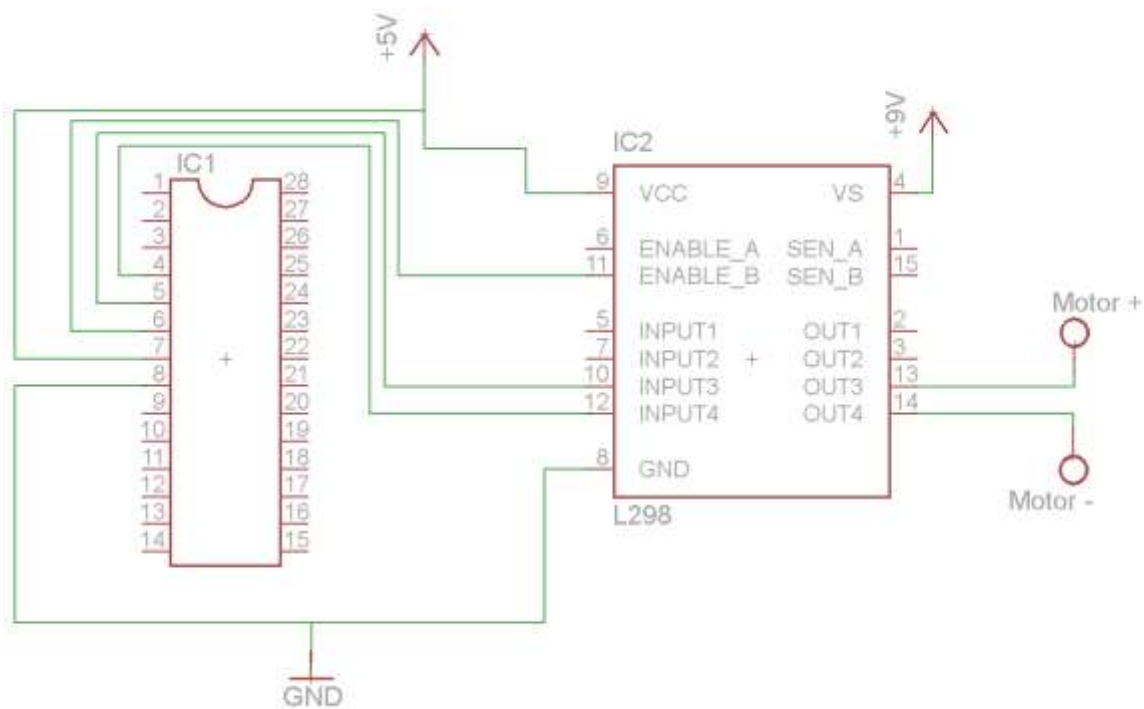 +5V
+9V
IC1
1 28
2 27
3 26
4 25
5 24
6 23
7 22
8 21
9 20
10 19
11 18
12 17
13 16
14 15
IC2
9 VCC VS 4
6 ENABLE_A SEN_A 1
11 ENABLE_B SEN_B 15
5 INPUT1 OUT1 2
7 INPUT2 OUT2 3
10 INPUT3 OUT3 13
12 INPUT4 OUT4 14
8 GND
L298
Motor +
Motor -
GND